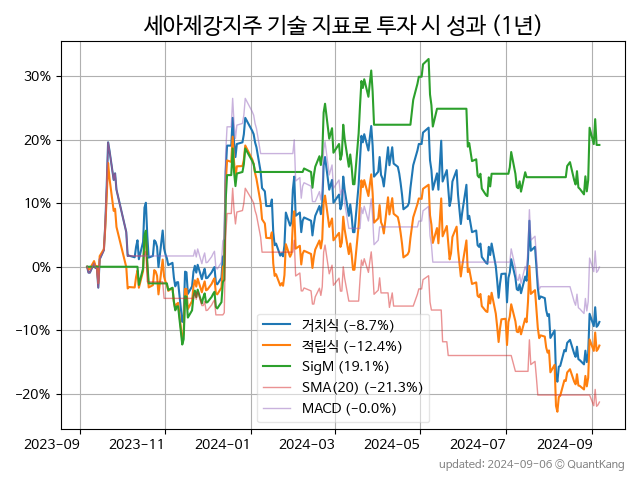 세아제강지주 기술 지표로 투자 시 성과 (1년)
30%
20%
10%
0%
−10%
−20%
거치식 (−8.7%)
적립식 (−12.4%)
SigM (19.1%)
SMA(20) (−21.3%)
MACD (−0.0%)
2023-09 2023-11 2024-01 2024-03 2024-05 2024-07 2024-09
updated: 2024-09-06 © QuantKang